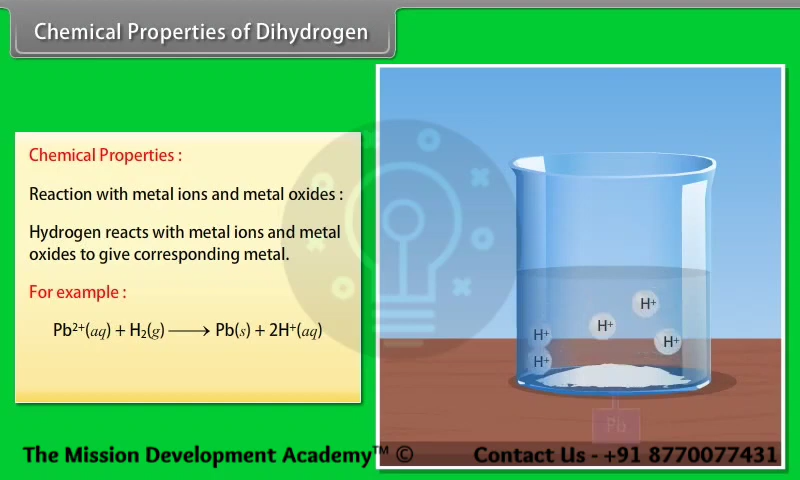 Chemical Properties of Dihydrogen
Chemical Properties :
Reaction with metal ions and metal oxides :
Hydrogen reacts with metal ions and metal
oxides to give corresponding metal.
For example :
Pb²⁺(aq) + H₂(g) ⟶ Pb(s) + 2H⁺(aq)
H⁺
H⁺
H⁺
H⁺
H⁺
Pb
The Mission Development Academy™ ©
Contact Us - +91 8770077431